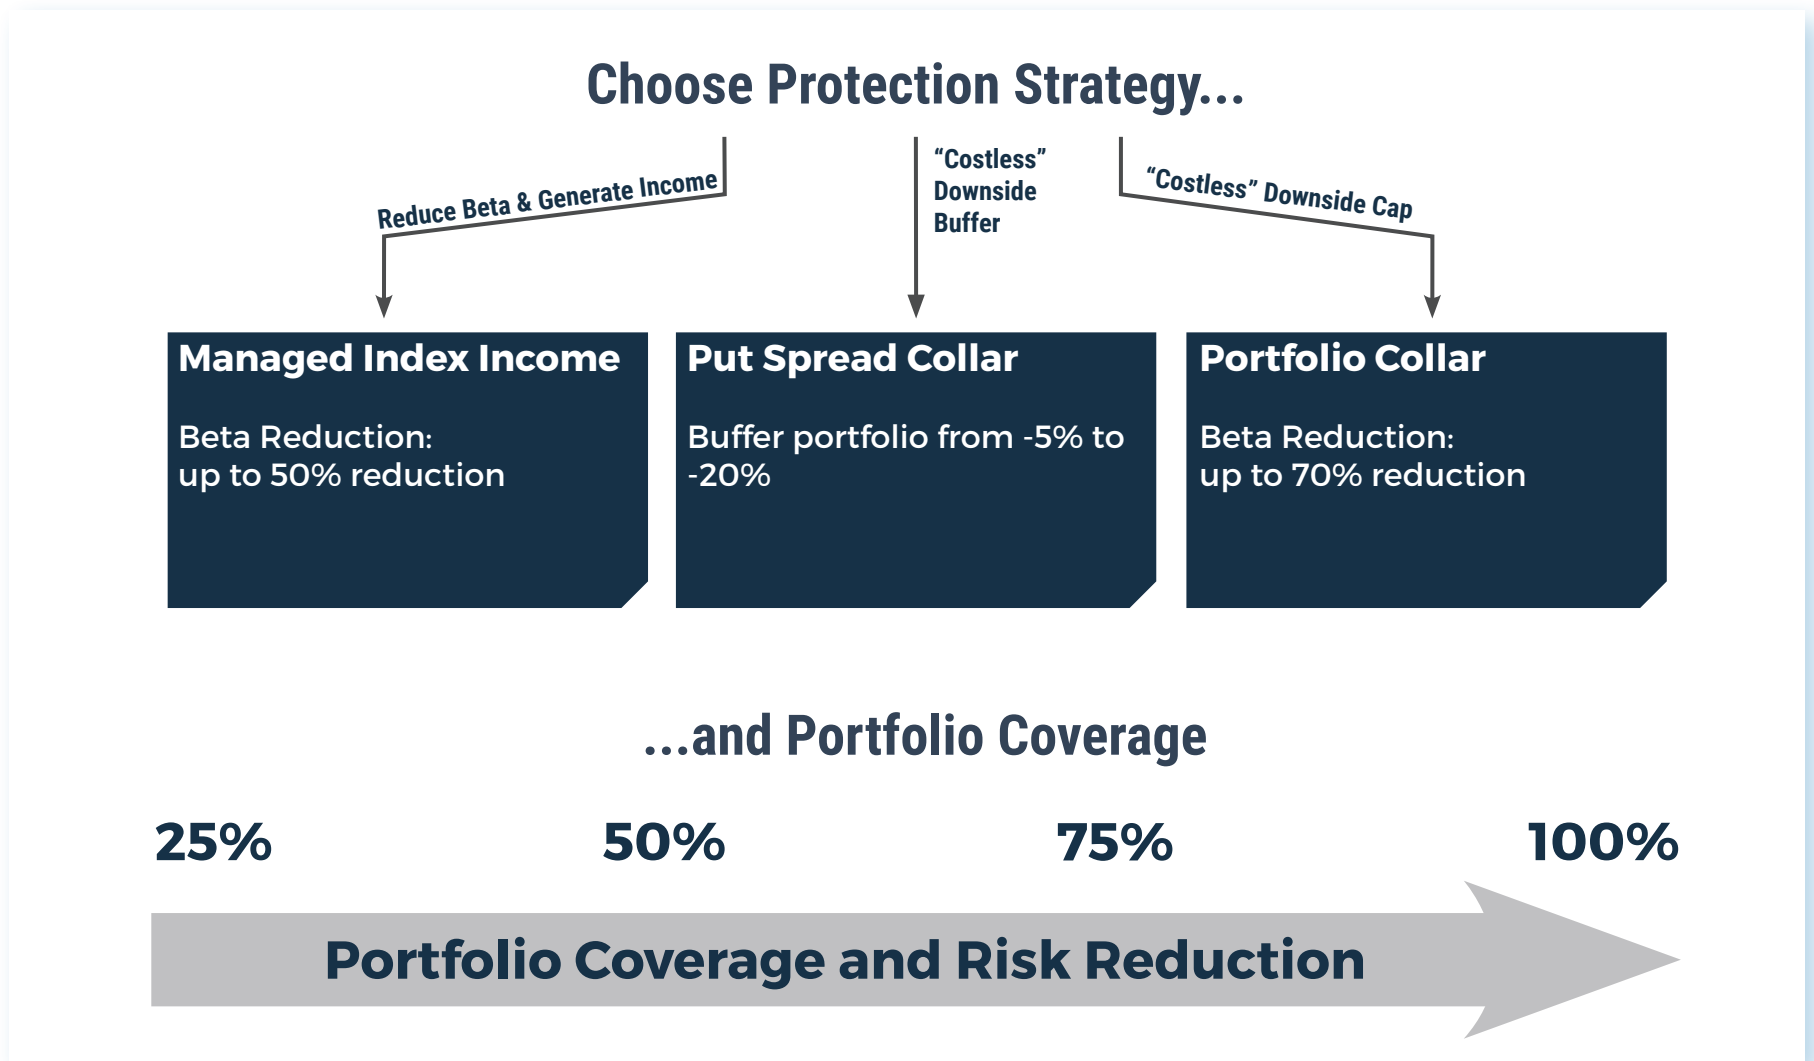 Choose Protection Strategy...
Reduce Beta & Generate Income
“Costless”
Downside
Buffer
“Costless” Downside Cap
Managed Index Income
Beta Reduction:
up to 50% reduction
Put Spread Collar
Buffer portfolio from -5% to
-20%
Portfolio Collar
Beta Reduction:
up to 70% reduction
...and Portfolio Coverage
25%
50%
75%
100%
Portfolio Coverage and Risk Reduction